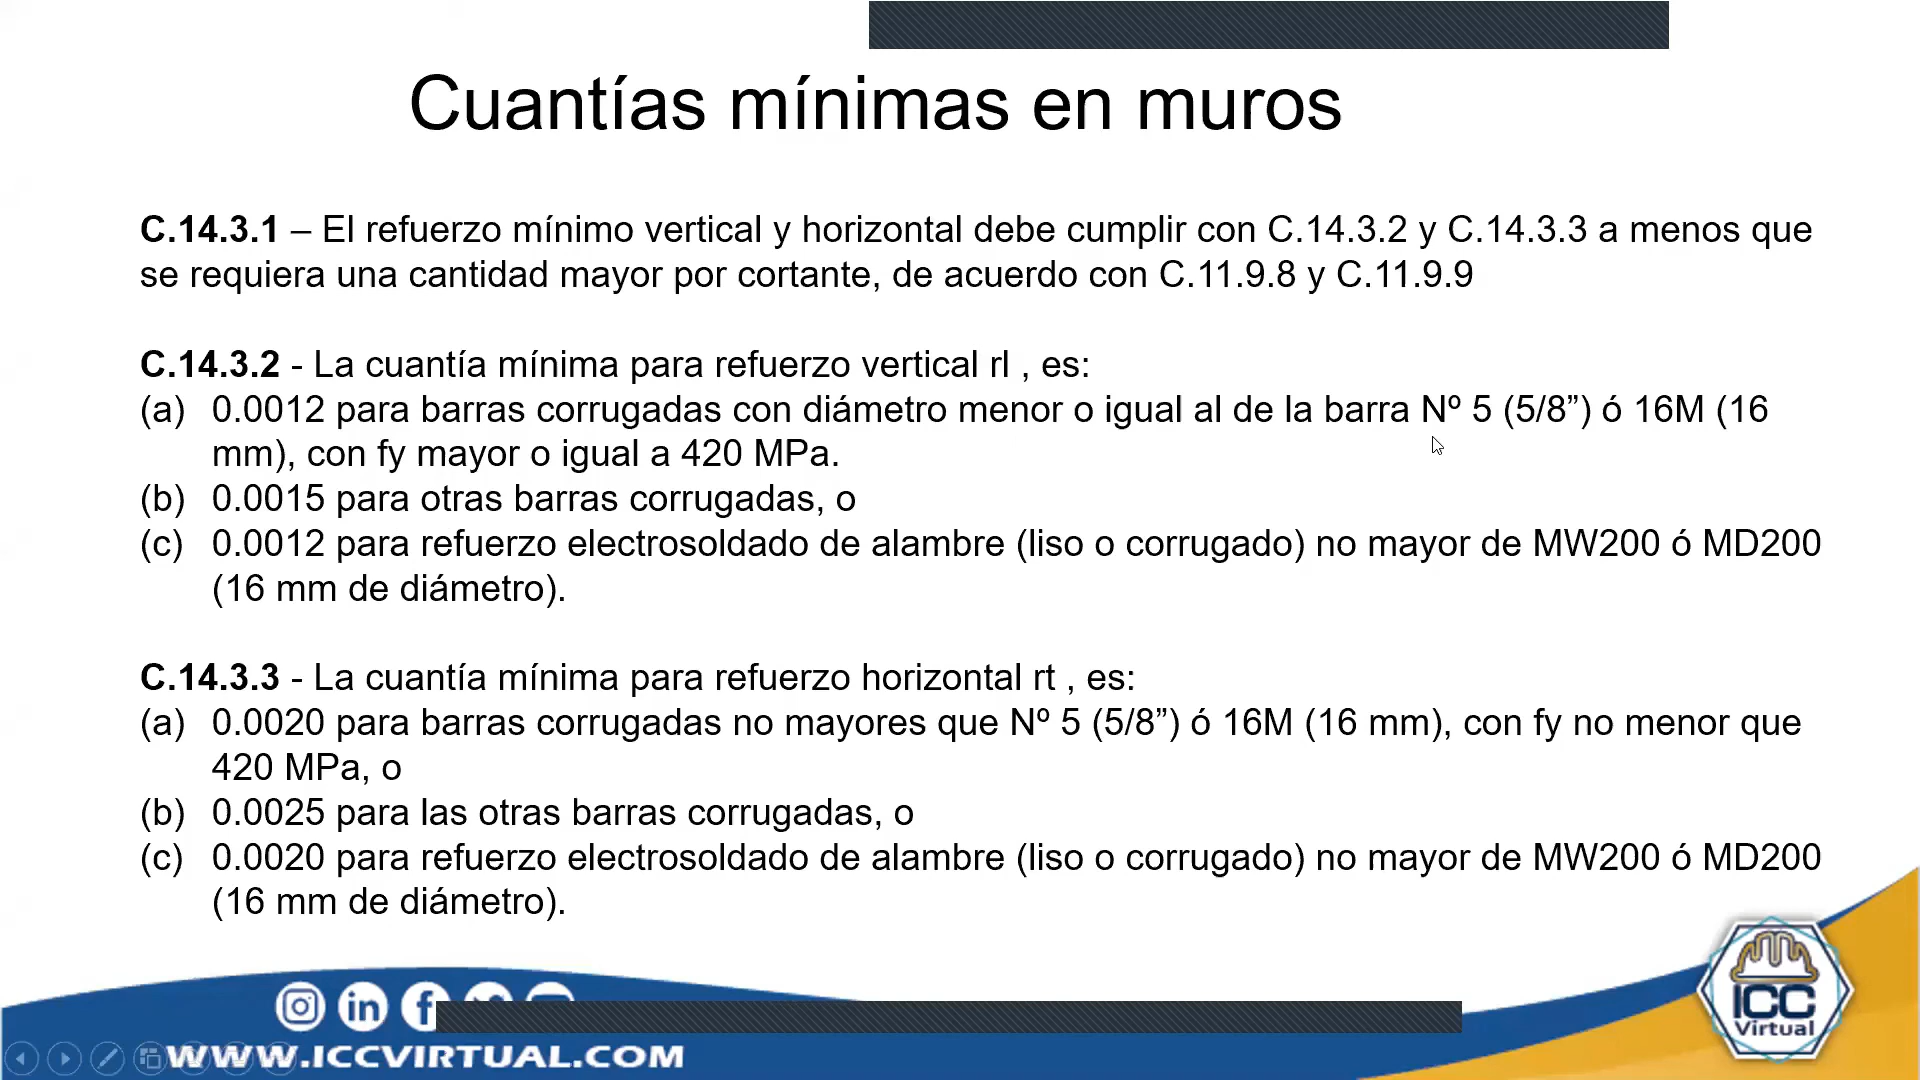 Cuantías mínimas en muros
C.14.3.1 – El refuerzo mínimo vertical y horizontal debe cumplir con C.14.3.2 y C.14.3.3 a menos que
se requiera una cantidad mayor por cortante, de acuerdo con C.11.9.8 y C.11.9.9
C.14.3.2 - La cuantía mínima para refuerzo vertical rl , es:
(a) 0.0012 para barras corrugadas con diámetro menor o igual al de la barra Nº 5 (5/8”) ó 16M (16
mm), con fy mayor o igual a 420 MPa.
(b) 0.0015 para otras barras corrugadas, o
(c) 0.0012 para refuerzo electrosoldado de alambre (liso o corrugado) no mayor de MW200 ó MD200
(16 mm de diámetro).
C.14.3.3 - La cuantía mínima para refuerzo horizontal rt , es:
(a) 0.0020 para barras corrugadas no mayores que Nº 5 (5/8”) ó 16M (16 mm), con fy no menor que
420 MPa, o
(b) 0.0025 para las otras barras corrugadas, o
(c) 0.0020 para refuerzo electrosoldado de alambre (liso o corrugado) no mayor de MW200 ó MD200
(16 mm de diámetro).
ICC
Virtual
WWW.ICCVIRTUAL.COM